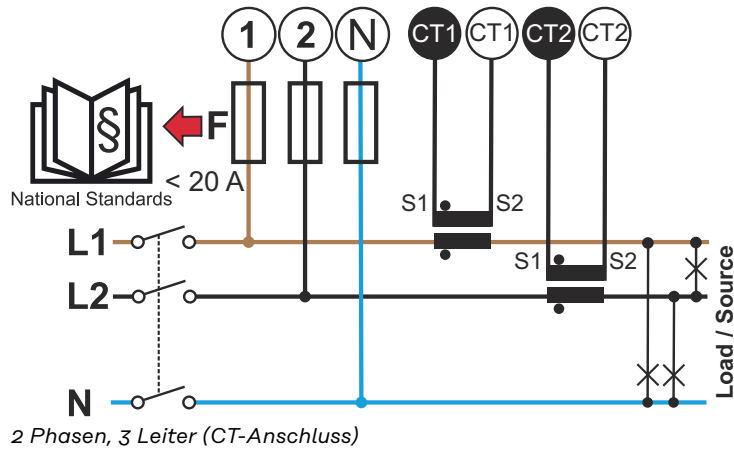 1 2 N CT1 CT1 CT2 CT2
§
F
< 20 A
National Standards
S1 S2
L1
S1 S2
L2
Load / Source
N
2 Phasen, 3 Leiter (CT-Anschluss)